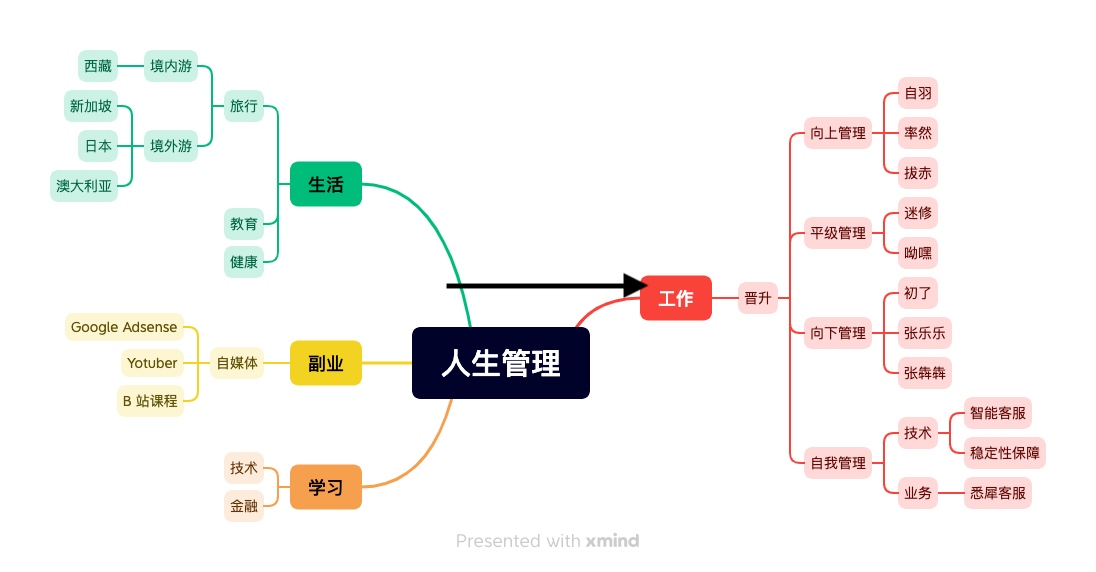 人生管理
生活
旅行
境内游
西藏
境外游
新加坡
日本
澳大利亚
教育
健康
副业
自媒体
Google Adsense
Yotuber
B 站课程
学习
技术
金融
工作
晋升
向上管理
自羽
率然
拔赤
平级管理
迷修
呦嘿
向下管理
初了
张乐乐
张犇犇
自我管理
技术
智能客服
稳定性保障
业务
悉犀客服
Presented with xmind